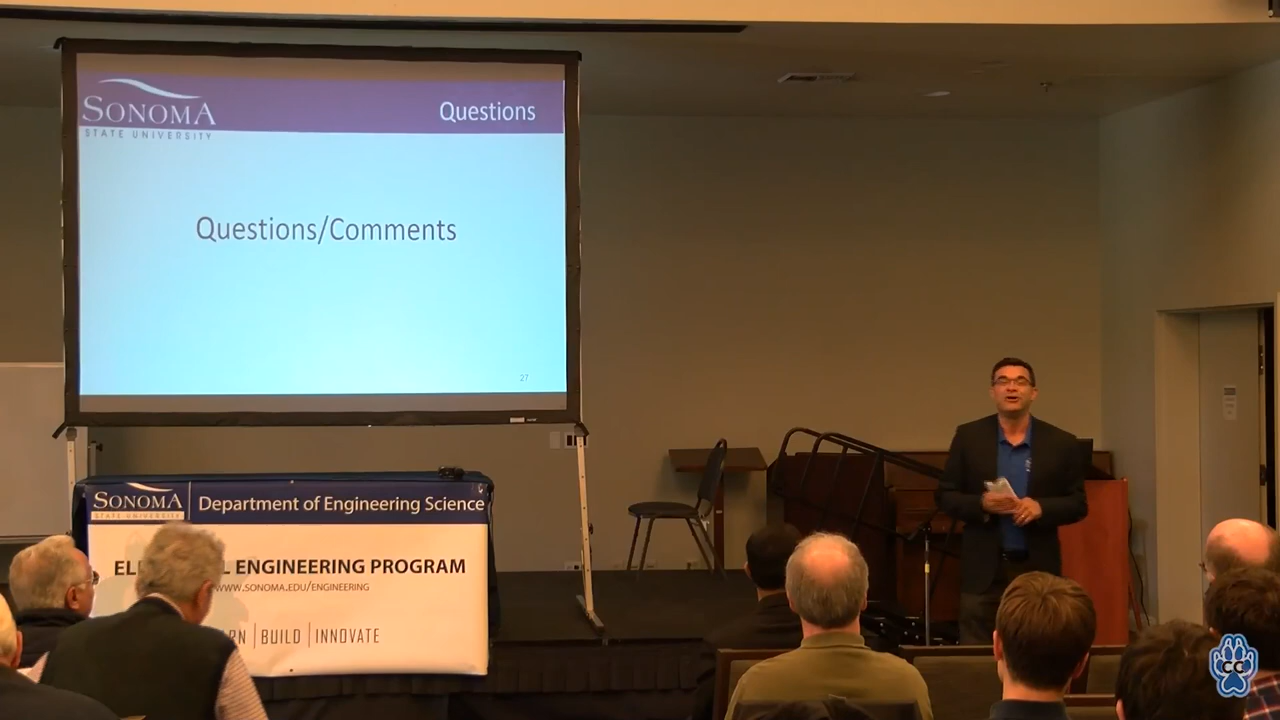 SONOMA
STATE UNIVERSITY
Questions
Questions/Comments
27
SONOMA
STATE UNIVERSITY
Department of Engineering Science
ENGINEERING PROGRAM
WWW.SONOMA.EDU/ENGINEERING
BUILD
INNOVATE
CC